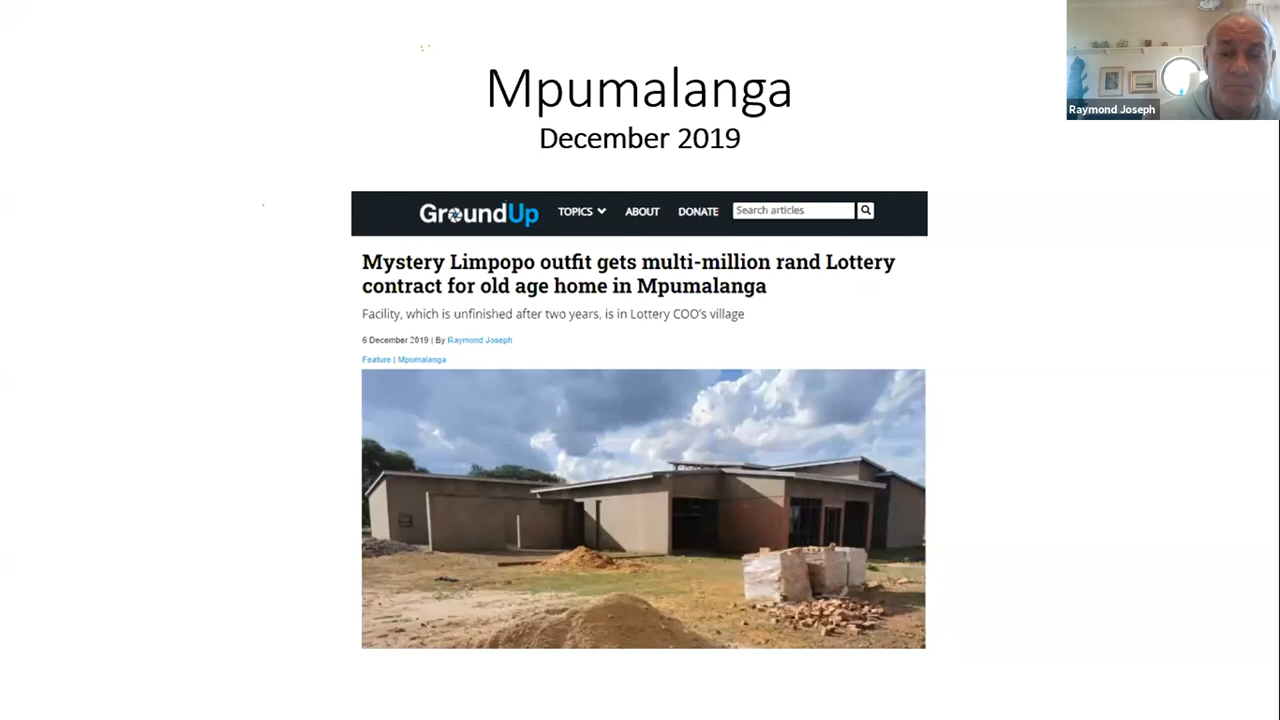 Mpumalanga
December 2019
Raymond Joseph
GroundUp TOPICS ABOUT DONATE Search articles
Mystery Limpopo outfit gets multi-million rand Lottery
contract for old age home in Mpumalanga
Facility, which is unfinished after two years, is in Lottery COO's village
6 December 2019 | By Raymond Joseph
Feature | Mpumalanga